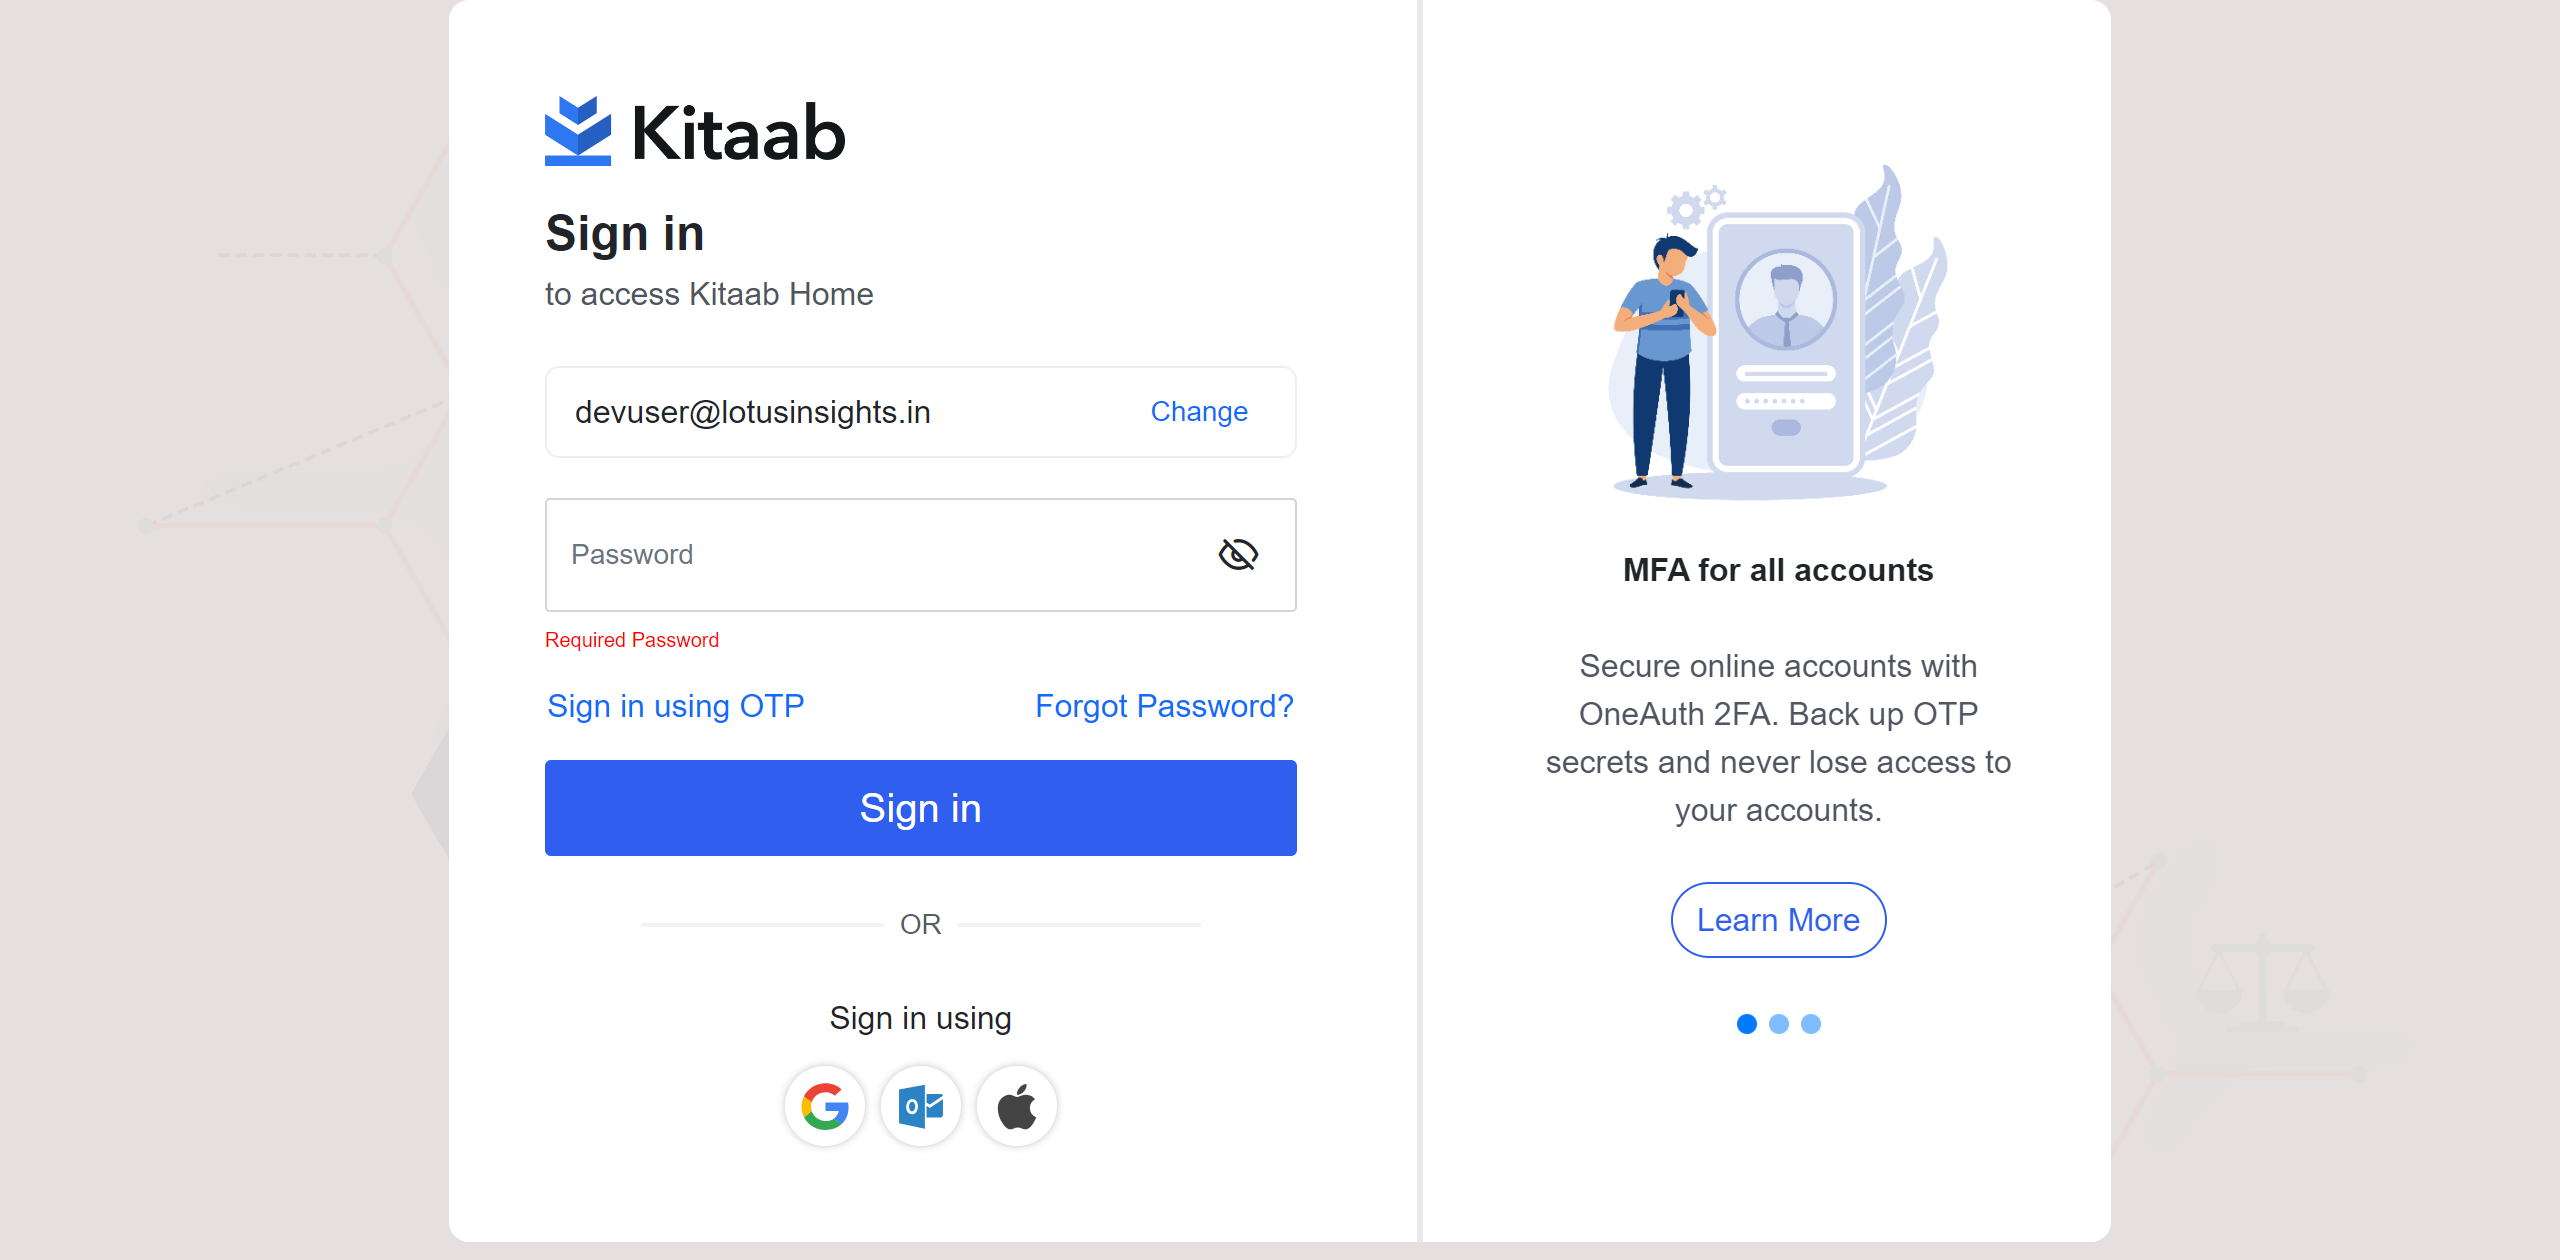 Kitaab
Sign in
to access Kitaab Home
devuser@lotusinsights.in
Change
Password
Required Password
Sign in using OTP
Forgot Password?
Sign in
OR
Sign in using
MFA for all accounts
Secure online accounts with
OneAuth 2FA. Back up OTP
secrets and never lose access to
your accounts.
Learn More